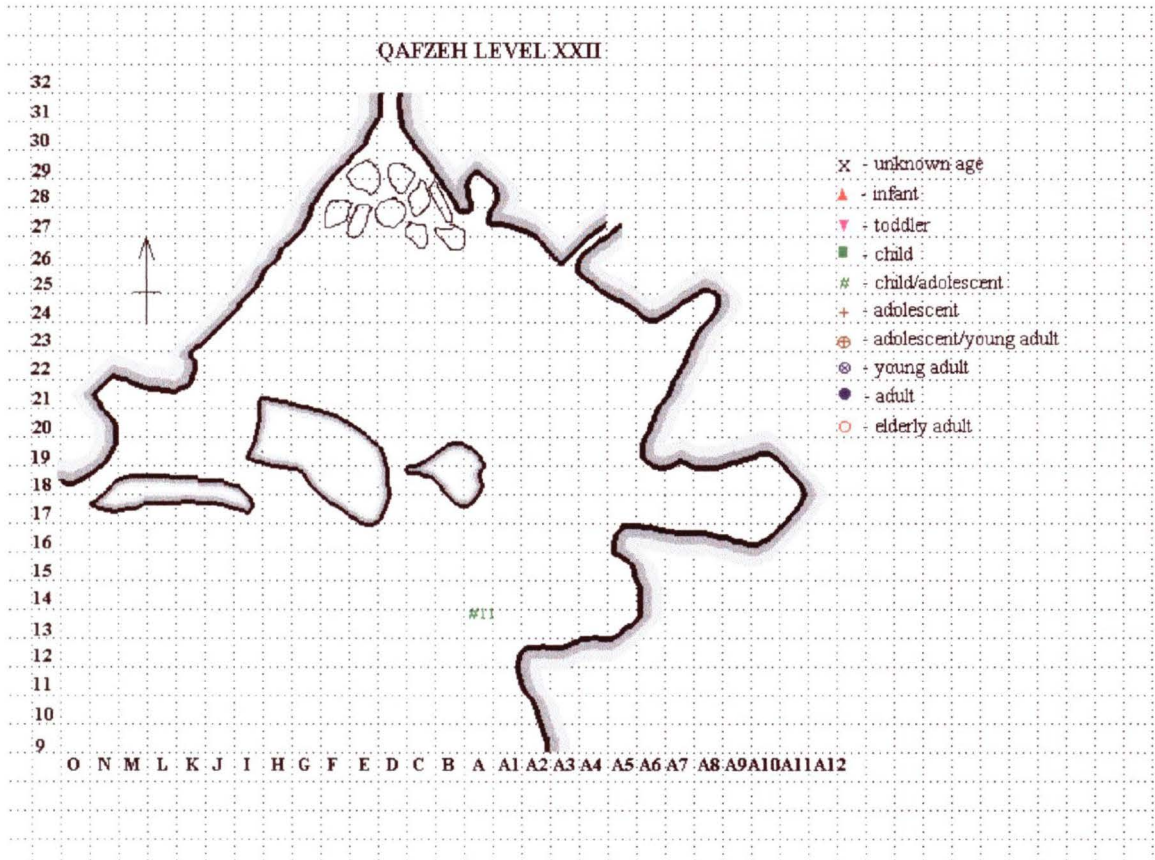 QAFZEH LEVEL XXII
32
31
30
29
28
27
26
25
24
23
22
21
20
19
18
17
16
15
14
13
12
11
10
9
X - unknown age
- infant
- toddler
- child
# - child/adolescent
+ - adolescent
⊕ - adolescent/young adult
⊗ - young adult
● - adult
○ - elderly adult
#11
O N M L K J I H G F E D C B A A1 A2 A3 A4 A5 A6 A7 A8 A9 A10 A11 A12